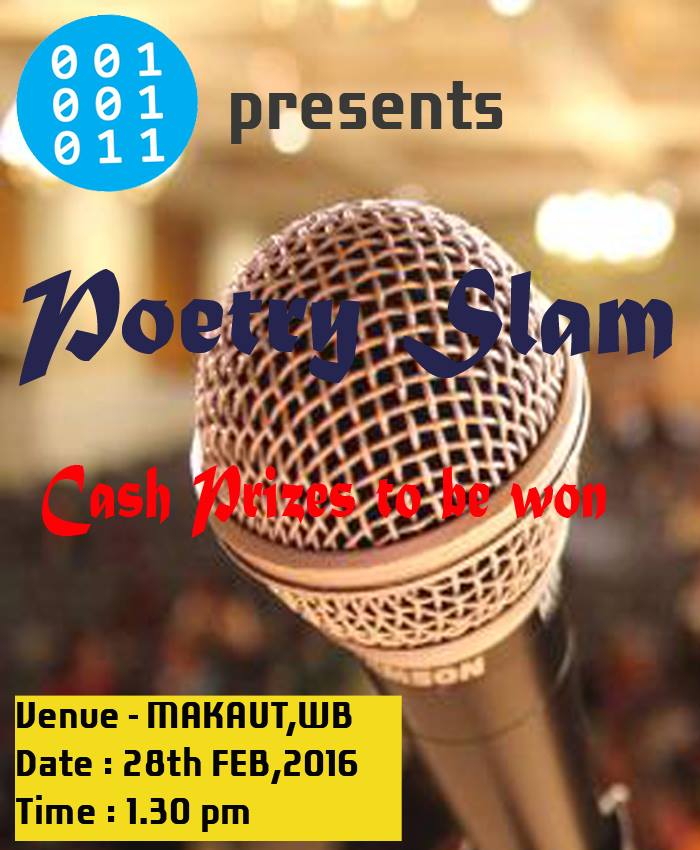 001
001
011
presents
Poetry Slam
Cash Prizes to be won
Venue - MAKAUT,WB
Date : 28th FEB,2016
Time : 1.30 pm